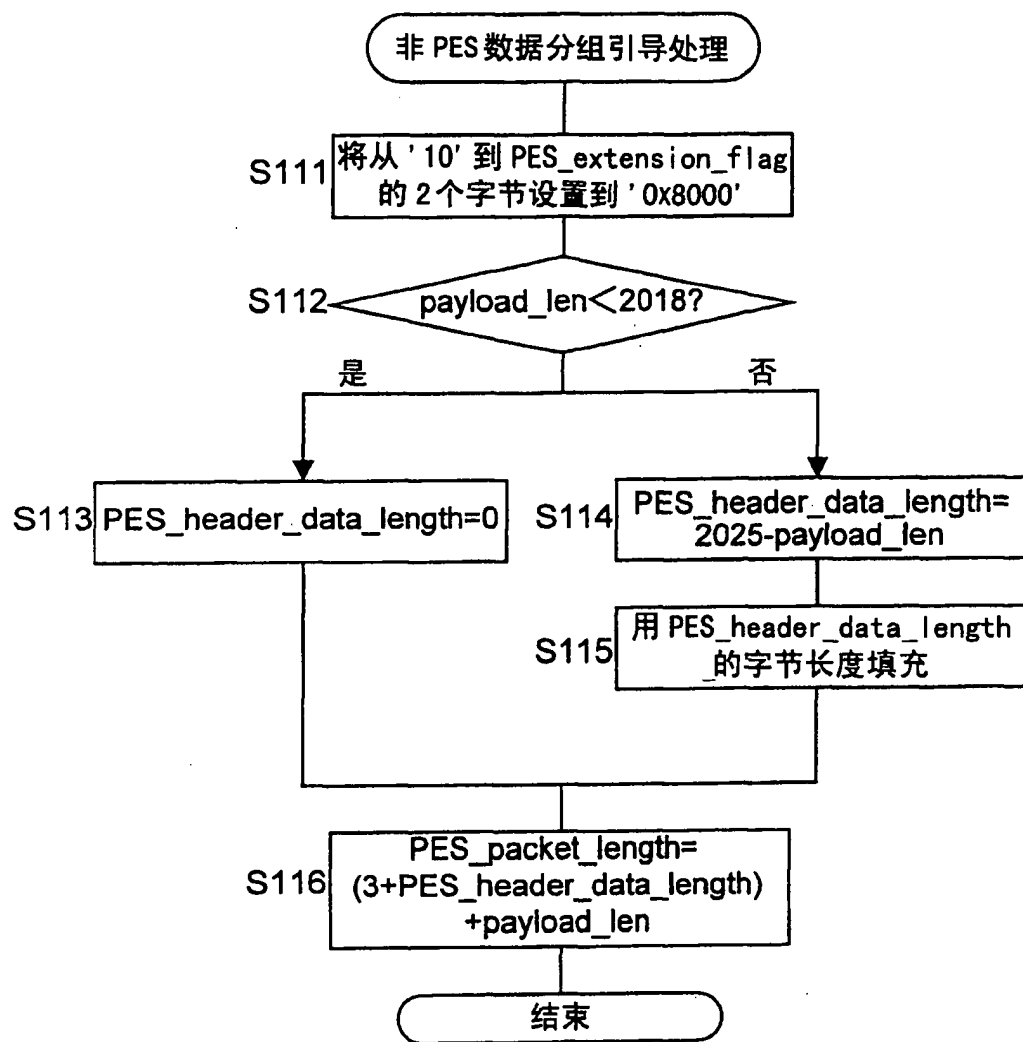 非 PES 数据分组引导处理
S111
将从 '10' 到 PES_extension_flag
的 2 个字节设置到 '0X8000'
S112
payload_len＜2018?
是
否
S113
PES_header_data_length=0
S114
PES_header_data_length=
2025-payload_len
S115
用 PES_header_data_length
的字节长度填充
S116
PES_packet_length=
(3+PES_header_data_length)
+payload_len
结束